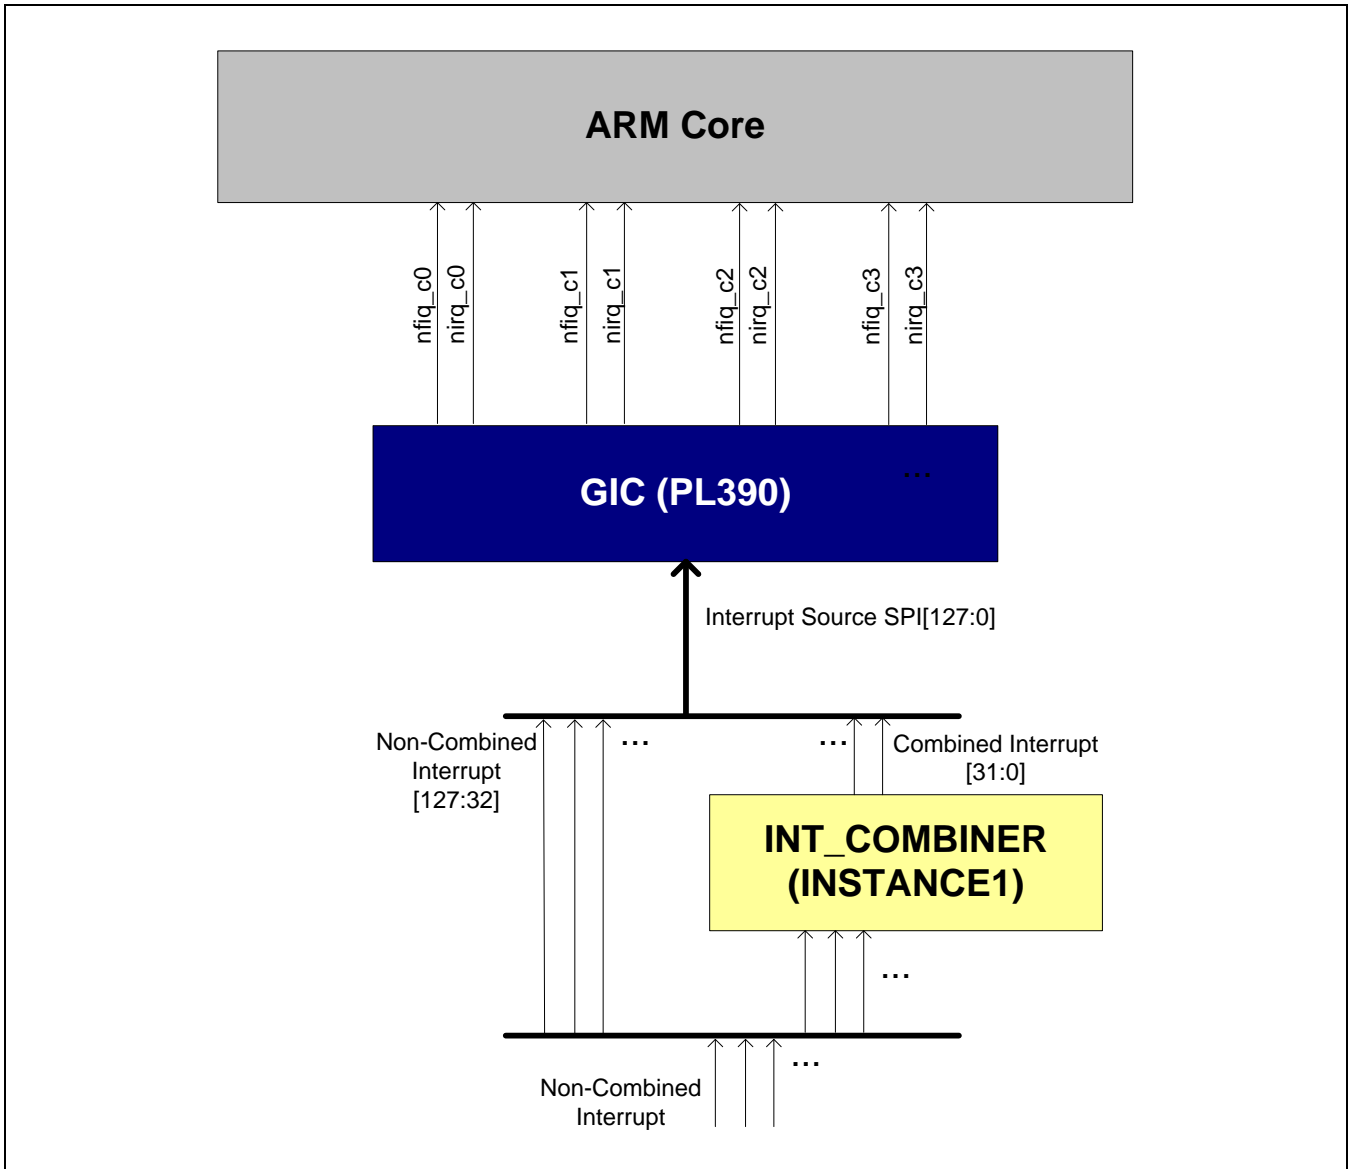 ARM Core
nfiq_c0
nirq_c0
nfiq_c1
nirq_c1
nfiq_c2
nirq_c2
nfiq_c3
nirq_c3
GIC (PL390)
...
Interrupt Source SPI[127:0]
Non-Combined
Interrupt
[127:32]
...
...
Combined Interrupt
[31:0]
INT_COMBINER
(INSTANCE1)
...
...
Non-Combined
Interrupt